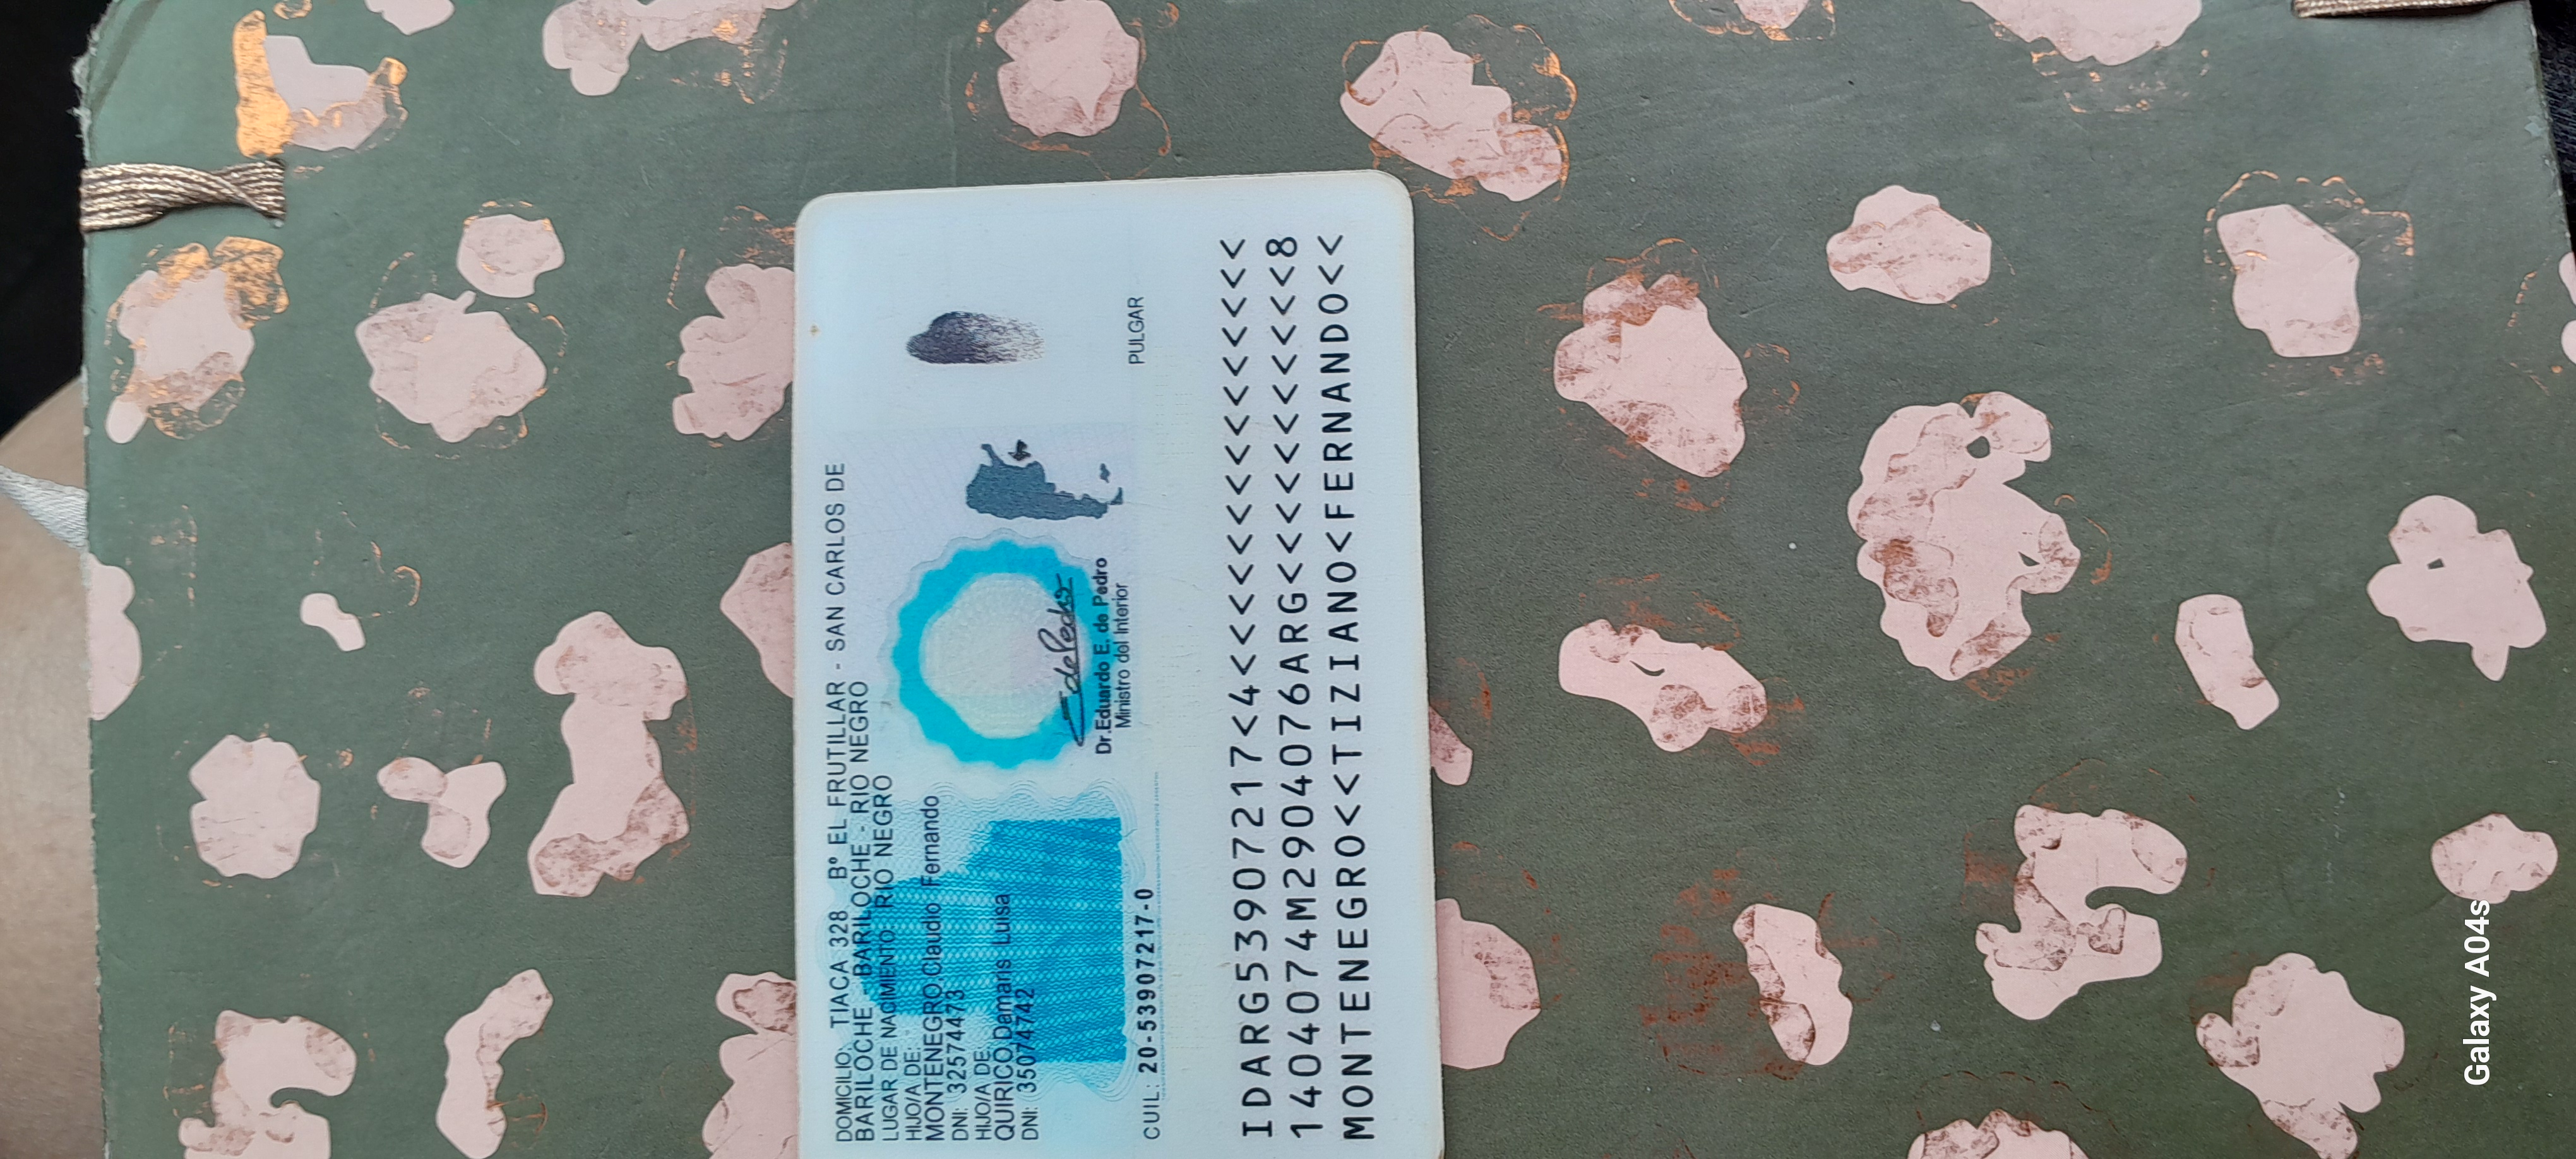 DOMICILIO: TIACA 328 Bº EL FRUTILLAR - SAN CARLOS DE
BARILOCHE - BARILOCHE - RIO NEGRO
LUGAR DE NACIMIENTO: RIO NEGRO
HIJO/A DE:
MONTENEGRO,Claudio Fernando
DNI: 32574473
HIJO/A DE:
QUIRICO,Damaris Luisa
DNI: 35074742
EdePedro
Dr.Eduardo E. de Pedro
Ministro del Interior
PULGAR
CUIL: 20-53907217-0
IDARG53907217<4<<<<<<<<<<<<<<<
1404074M2904076ARG<<<<<<<<<<<8
MONTENEGRO<<TIZIANO<FERNANDO<<
Galaxy A04s